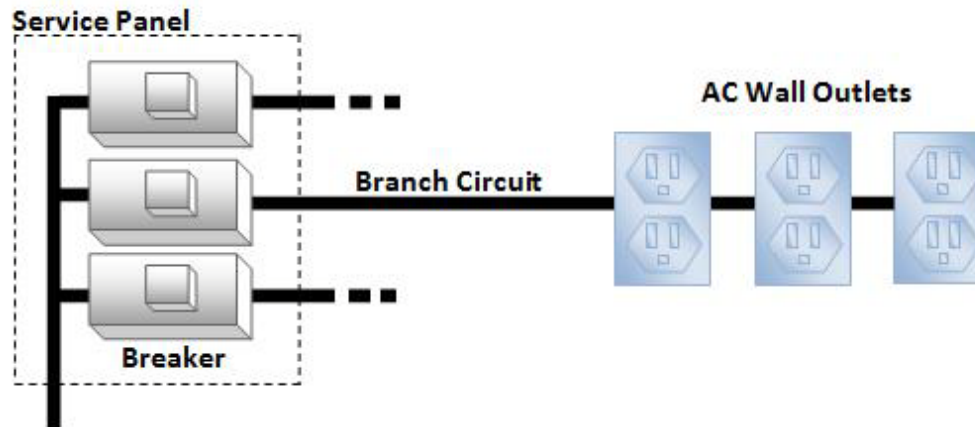 Service Panel
AC Wall Outlets
Branch Circuit
Breaker